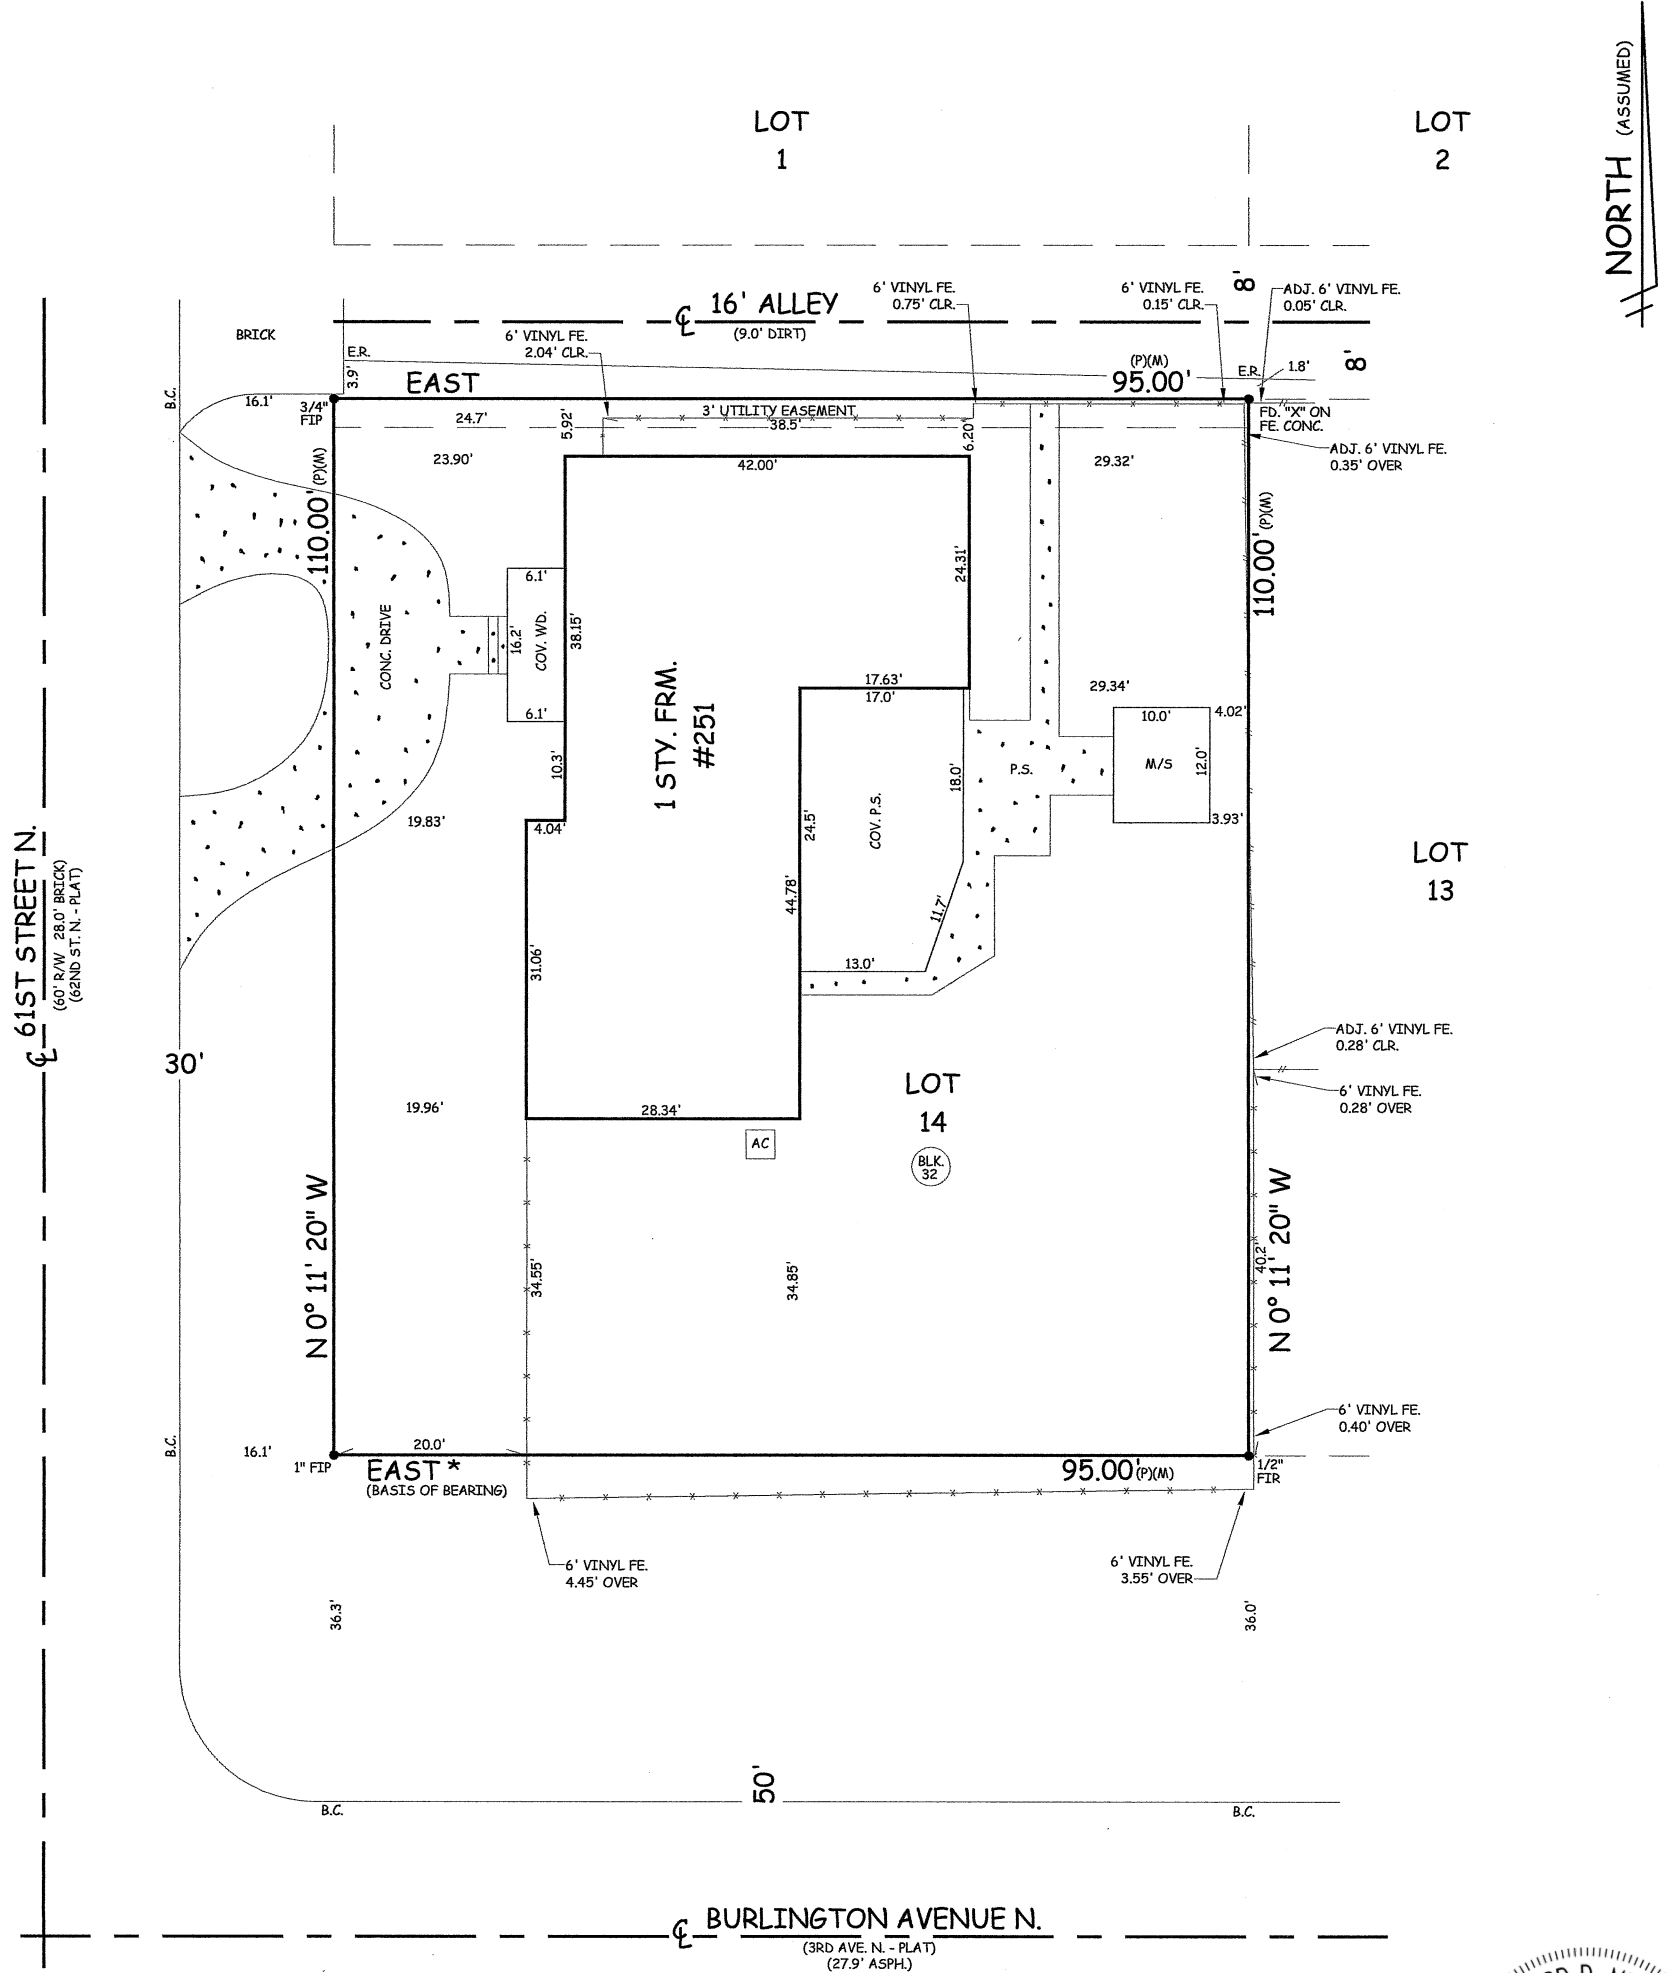 LOT
1
LOT
2
NORTH (ASSUMED)
8'
6' VINYL FE.
0.75' CLR.
6' VINYL FE.
0.15' CLR.
ADJ. 6' VINYL FE.
0.05' CLR.
℄ 16' ALLEY
(9.0' DIRT)
BRICK
6' VINYL FE.
2.04' CLR.
E.R.
(P)(M)
95.00'
E.R.
1.8'
8'
B.C.
3.9'
EAST
16.1'
3/4"
FIP
24.7'
5.92'
3' UTILITY EASEMENT
38.5'
6.20'
FD. "X" ON
FE. CONC.
ADJ. 6' VINYL FE.
0.35' OVER
23.90'
42.00'
29.32'
110.00' (P)(M)
110.00' (P)(M)
24.31'
6.1'
CONC. DRIVE
16.2'
COV. WD.
38.15'
6.1'
1 STY. FRM.
#251
17.63'
17.0'
29.34'
10.0'
4.02'
10.3'
18.0'
P.S.
M/S
12.0'
3.93'
19.83'
4.04'
24.5'
COV. P.S.
LOT
13
℄ 61ST STREET N.
(60' R/W 28.0' BRICK)
(62ND ST. N. - PLAT)
44.78'
11.7'
31.06'
13.0'
30'
ADJ. 6' VINYL FE.
0.28' CLR.
6' VINYL FE.
0.28' OVER
LOT
14
BLK.
32
19.96'
28.34'
AC
N 0° 11' 20" W
34.55'
34.85'
40.2'
N 0° 11' 20" W
6' VINYL FE.
0.40' OVER
B.C.
16.1'
20.0'
1" FIP
EAST *
(BASIS OF BEARING)
95.00' (P)(M)
1/2"
FIR
6' VINYL FE.
4.45' OVER
6' VINYL FE.
3.55' OVER
36.3'
36.0'
50'
B.C.
B.C.
℄ BURLINGTON AVENUE N.
(3RD AVE. N. - PLAT)
(27.9' ASPH.)